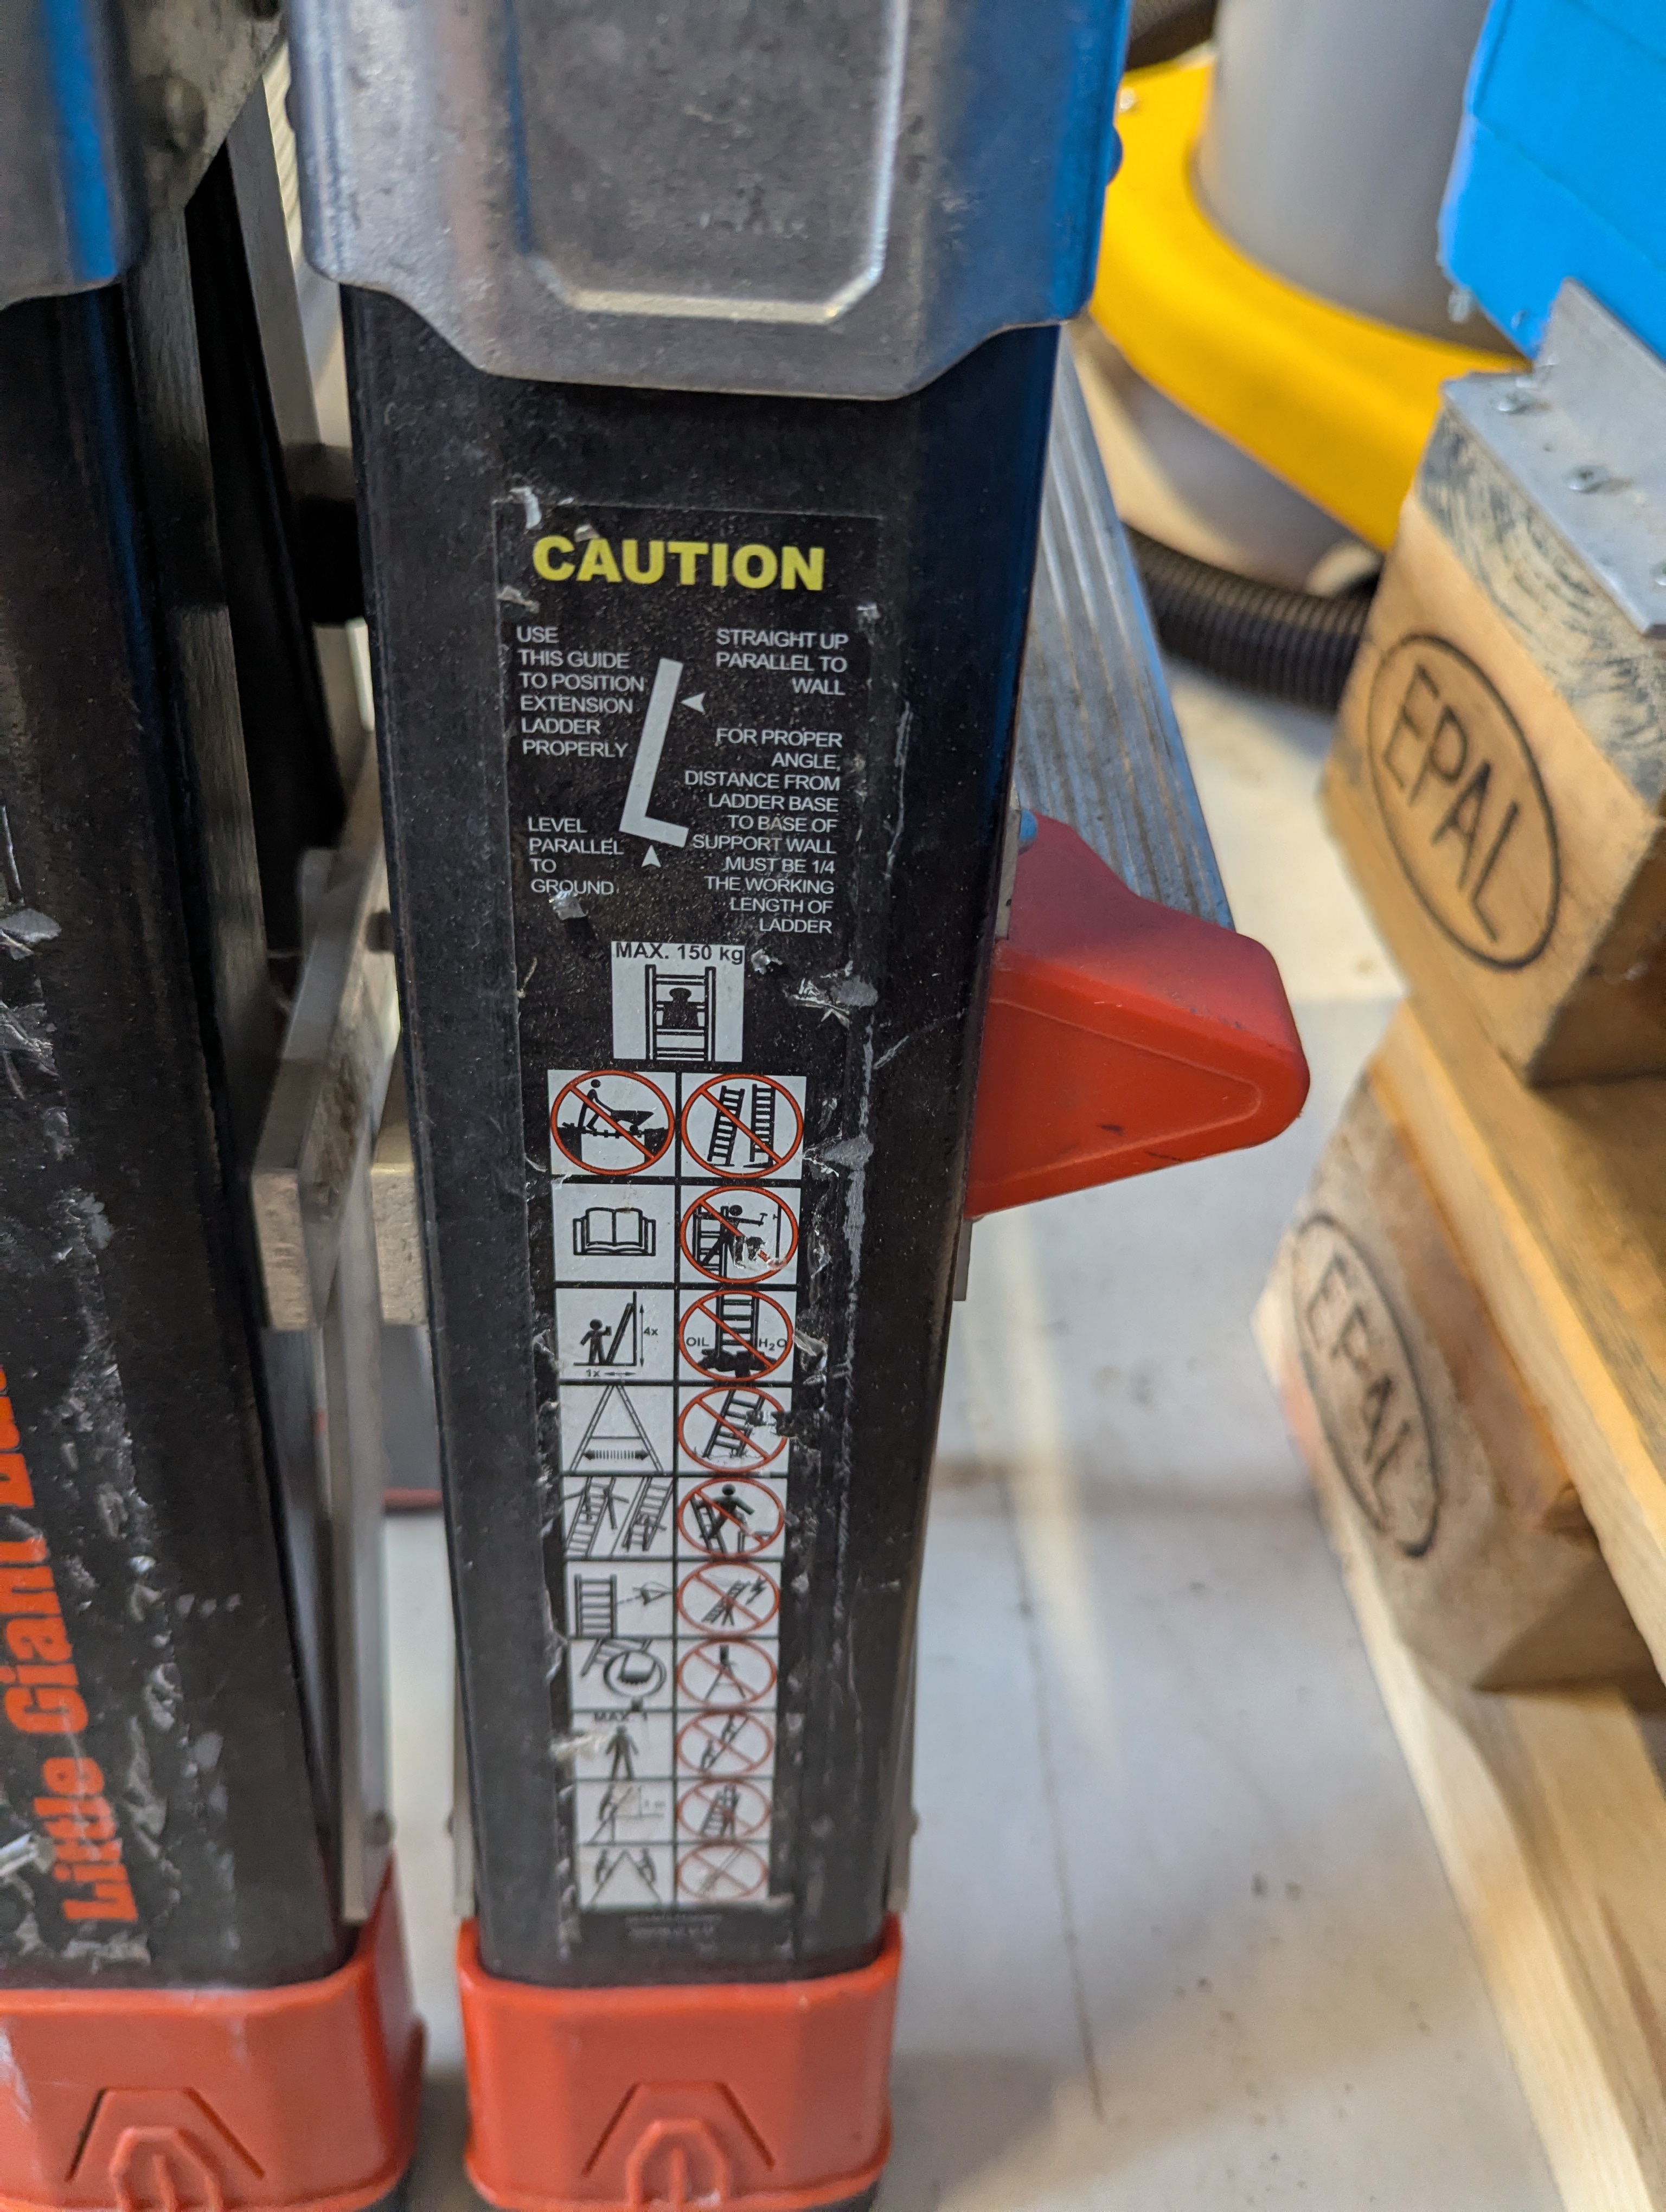 CAUTION
USE
THIS GUIDE
TO POSITION
EXTENSION
LADDER
PROPERLY
STRAIGHT UP
PARALLEL TO
WALL
FOR PROPER
ANGLE,
DISTANCE FROM
LADDER BASE
TO BASE OF
SUPPORT WALL
MUST BE 1/4
THE WORKING
LENGTH OF
LADDER
LEVEL
PARALLEL
TO
GROUND
MAX. 150 kg
4x
1x
OIL H₂O
MAX. 1
Little Giant
EPAL
EPAL